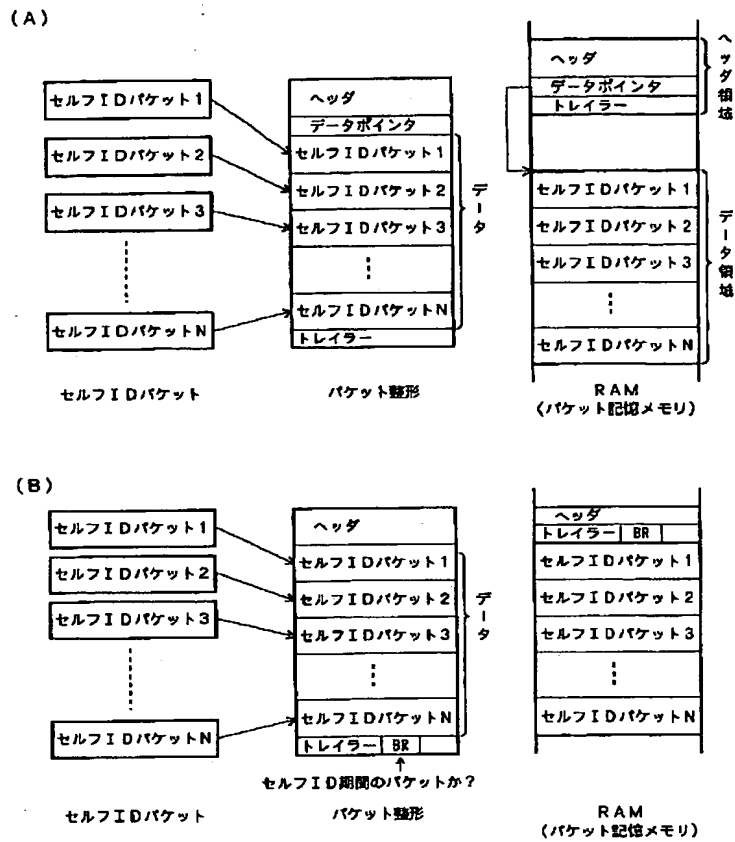 (A)
セルフIDパケット1
セルフIDパケット2
セルフIDパケット3
セルフIDパケットN
セルフIDパケット
ヘッダ
データポインタ
セルフIDパケット1
セルフIDパケット2
セルフIDパケット3
セルフIDパケットN
トレイラー
データ
パケット整形
ヘッダ
データポインタ
トレイラー
ヘッダ領域
セルフIDパケット1
セルフIDパケット2
セルフIDパケット3
セルフIDパケットN
データ領域
RAM
(パケット記憶メモリ)
(B)
セルフIDパケット1
セルフIDパケット2
セルフIDパケット3
セルフIDパケットN
セルフIDパケット
ヘッダ
セルフIDパケット1
セルフIDパケット2
セルフIDパケット3
セルフIDパケットN
トレイラー BR
データ
セルフID期間のパケットか?
パケット整形
ヘッダ
トレイラー BR
セルフIDパケット1
セルフIDパケット2
セルフIDパケット3
セルフIDパケットN
RAM
(パケット記憶メモリ)